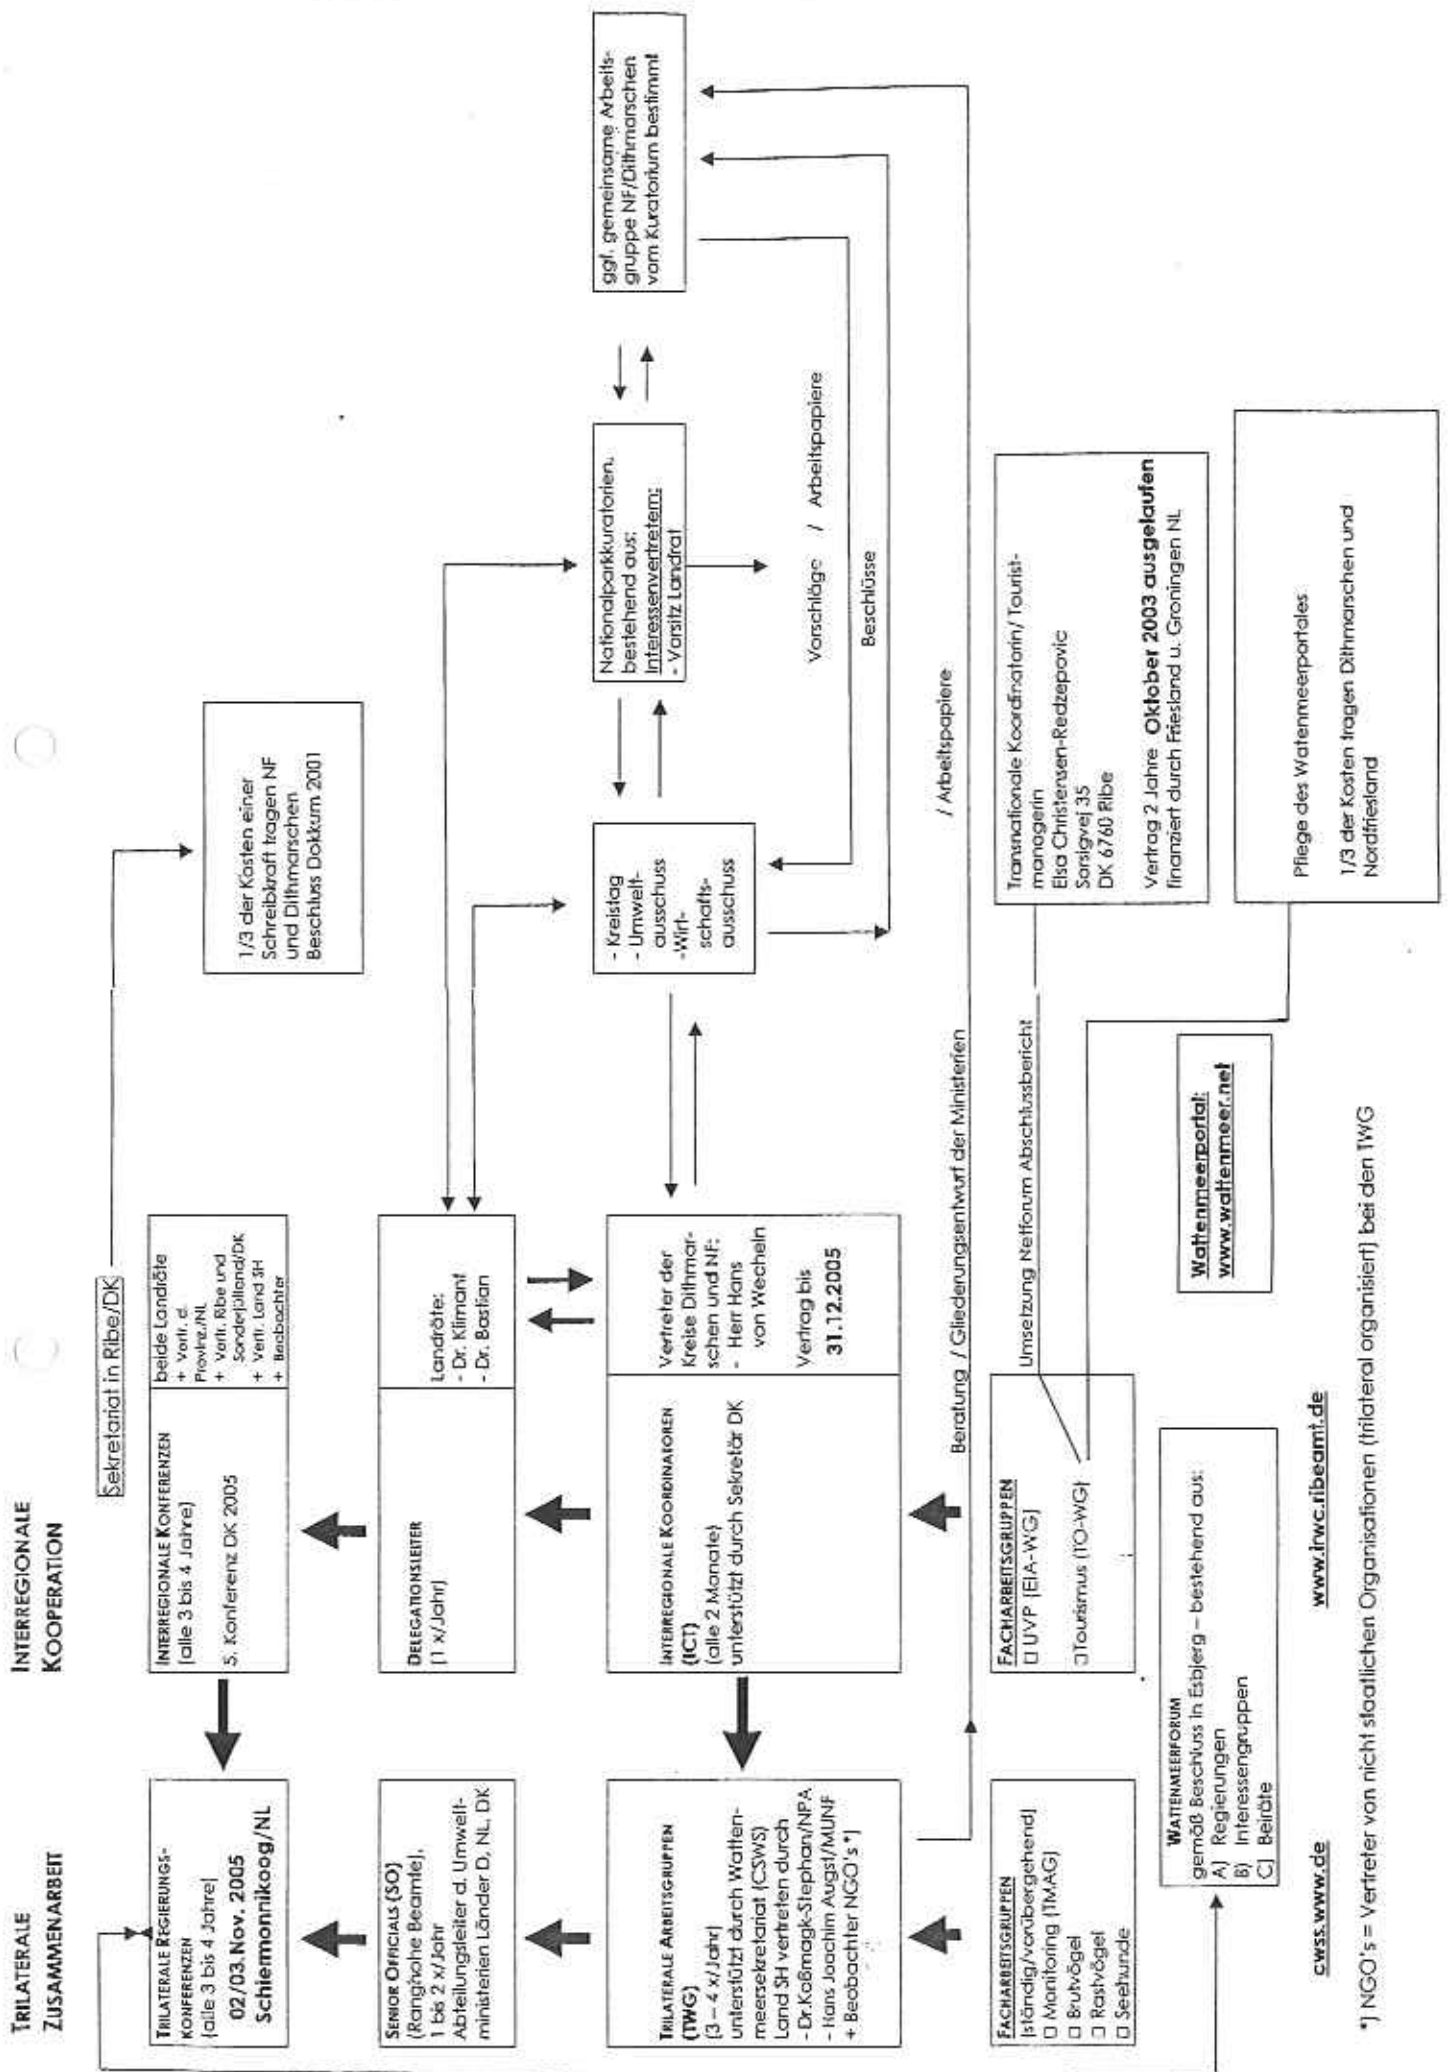 TRILATERALE
ZUSAMMENARBEIT
INTERREGIONALE
KOOPERATION
TRILATERALE REGIERUNGS-
KONFERENZEN
(alle 3 bis 4 Jahre)
02/03.Nov. 2005
Schiermonnikoog/NL
INTERREGIONALE KONFERENZEN
(alle 3 bis 4 Jahre)
5. Konferenz DK 2005
beide Landräte
+ Vertr. d.
Provinz./NL
+ Vertr. Ribe und
Sonderjülland/DK
+ Vertr. Land SH
+ Beobachter
Sekretariat in Ribe/DK
1/3 der Kosten einer
Schreibkraft tragen NF
und Dithmarschen
Beschluss Dokkum 2001
SENIOR OFFICIALS (SO)
(Ranghohe Beamte),
1 bis 2 x/Jahr
Abteilungsleiter d. Umwelt-
ministerien Länder D, NL, DK
DELEGATIONSLEITER
(1 x/Jahr)
Landräte:
- Dr. Klimant
- Dr. Bastian
TRILATERALE ARBEITSGRUPPEN
(TWG)
(3 – 4 x/Jahr)
unterstützt durch Watten-
meersekretariat (CSWS)
Land SH vertreten durch
- Dr.Kaßmagk-Stephan/NPA
- Hans Joachim Augst/MUNF
+ Beobachter NGO's *)
INTERREGIONALE KOORDINATOREN
(ICT)
(alle 2 Monate)
unterstützt durch Sekretär DK
Vertreter der
Kreise Dithmar-
schen und NF:
- Herr Hans
von Wecheln
Vertrag bis
31.12.2005
- Kreistag
- Umwelt-
ausschuss
-Wirt-
schafts-
ausschuss
Nationalparkkuratorien,
bestehend aus:
Interessenvertretern:
- Vorsitz Landrat
ggf. gemeinsame Arbeits-
gruppe NF/Dithmarschen
vom Kuratorium bestimmt
Vorschläge / Arbeitspapiere
Beschlüsse
Beratung / Gliederungsentwurf der Ministerien / Arbeitspapiere
FACHARBEITSGRUPPEN
(ständig/vorübergehend)
□ Monitoring (TMAG)
□ Brutvögel
□ Rastvögel
□ Seehunde
FACHARBEITSGRUPPEN
□ UVP (EIA-WG)
□Tourismus (TO-WG)
Umsetzung Netforum Abschlussbericht
Transnationale Koordinatorin/ Tourist-
managerin
Elsa Christensen-Redzepovic
Sorsigvej 35
DK 6760 Ribe
Vertrag 2 Jahre Oktober 2003 ausgelaufen
finanziert durch Friesland u. Groningen NL
WATTENMEERFORUM
gemäß Beschluss in Esbjerg – bestehend aus:
A) Regierungen
B) Interessengruppen
C) Beiräte
Wattenmeerportal:
www.wattenmeer.net
Pflege des Watenmeerportales
1/3 der Kosten tragen Dithmarschen und
Nordfriesland
cwss.www.de
www.irwc.ribeamt.de
*) NGO's = Vertreter von nicht staatlichen Organisationen (trilateral organisiert) bei den TWG